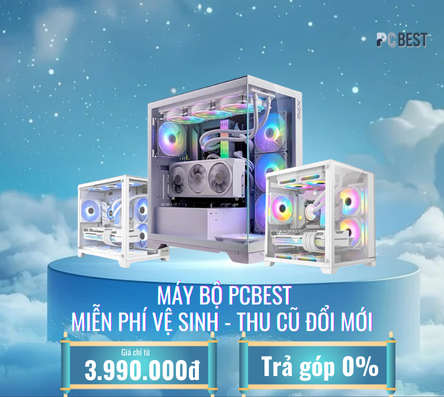 PCBEST
MÁY BỘ PCBEST
MIỄN PHÍ VỆ SINH - THU CŨ ĐỔI MỚI
Giá chỉ từ
3.990.000đ
Trả góp 0%